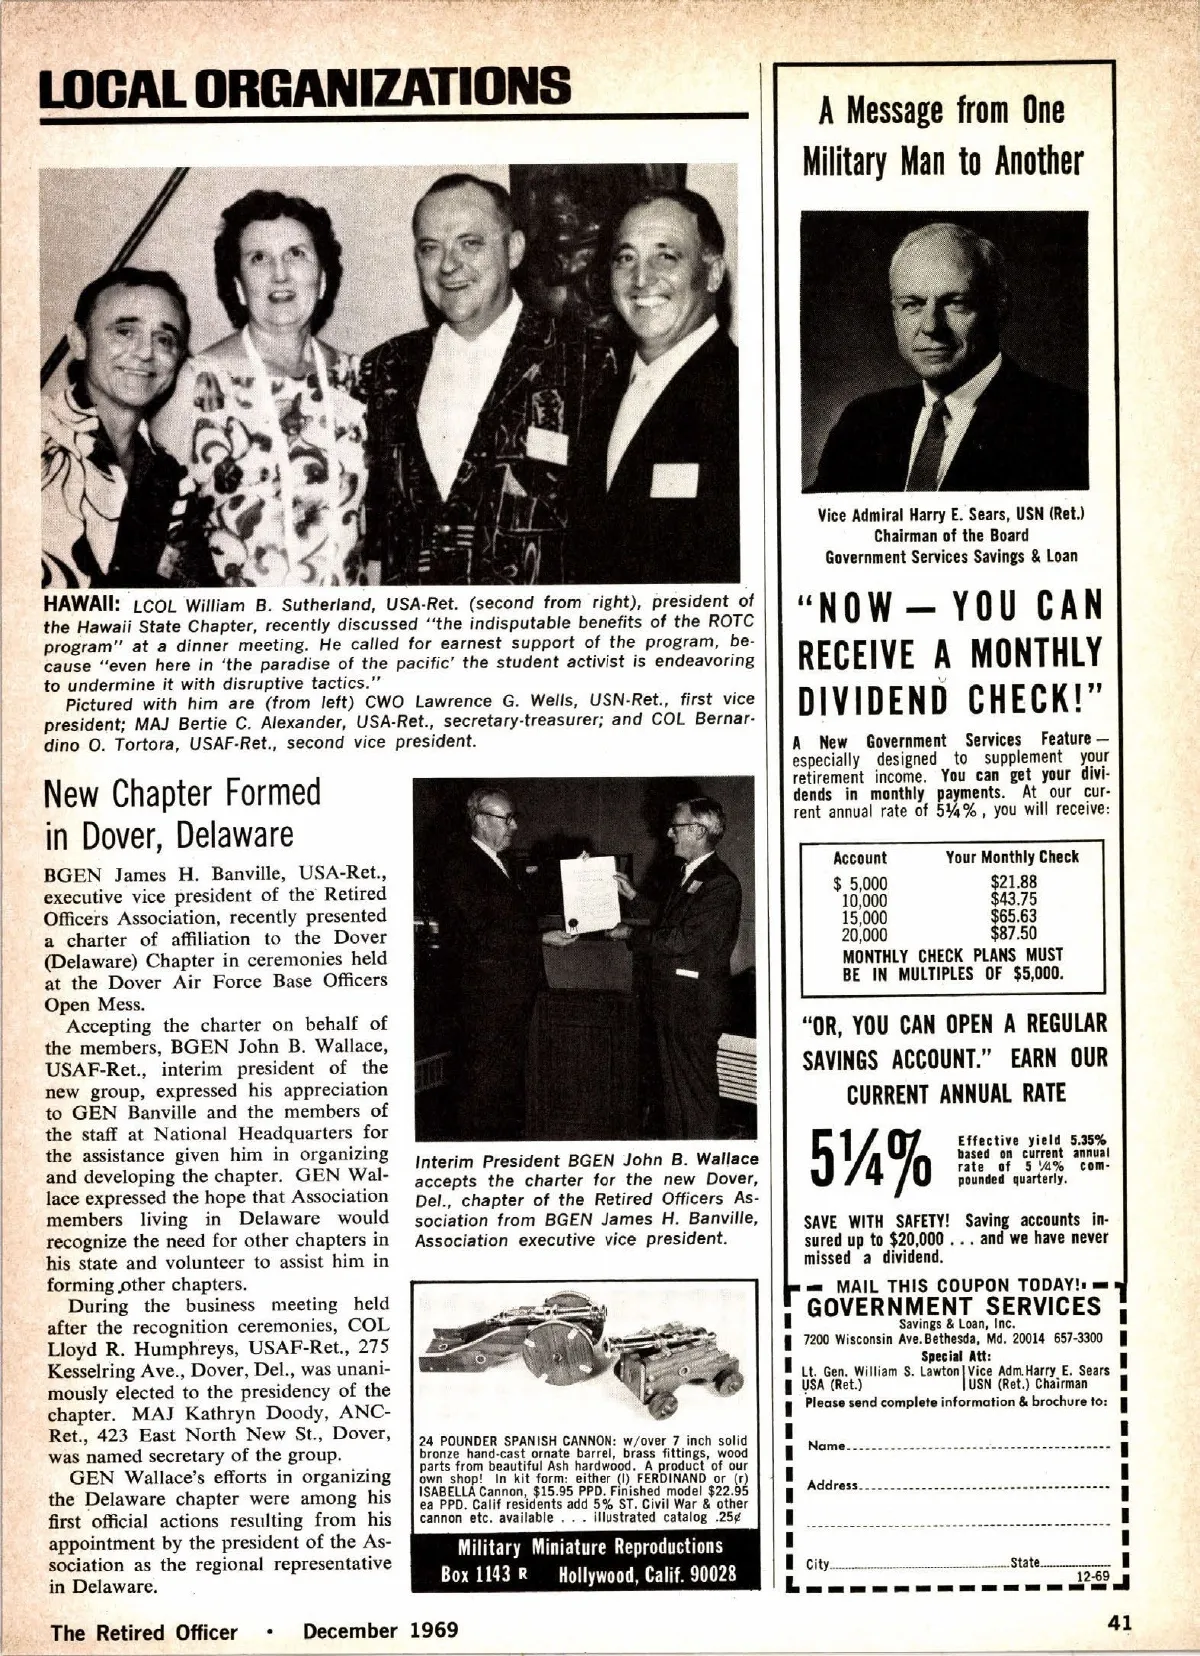 LOCAL ORGANIZATIONS
HAWAII: LCOL William B. Sutherland, USA-Ret. (second from right), president of
the Hawaii State Chapter, recently discussed "the indisputable benefits of the ROTC
program" at a dinner meeting. He called for earnest support of the program, be-
cause "even here in 'the paradise of the pacific' the student activist is endeavoring
to undermine it with disruptive tactics."
Pictured with him are (from left) CWO Lawrence G. Wells, USN-Ret., first vice
president; MAJ Bertie C. Alexander, USA-Ret., secretary-treasurer; and COL Bernar-
dino O. Tortora, USAF-Ret., second vice president.
New Chapter Formed
in Dover, Delaware
BGEN James H. Banville, USA-Ret.,
executive vice president of the Retired
Officers Association, recently presented
a charter of affiliation to the Dover
(Delaware) Chapter in ceremonies held
at the Dover Air Force Base Officers
Open Mess.
Accepting the charter on behalf of
the members, BGEN John B. Wallace,
USAF-Ret., interim president of the
new group, expressed his appreciation
to GEN Banville and the members of
the staff at National Headquarters for
the assistance given him in organizing
and developing the chapter. GEN Wal-
lace expressed the hope that Association
members living in Delaware would
recognize the need for other chapters in
his state and volunteer to assist him in
forming other chapters.
During the business meeting held
after the recognition ceremonies, COL
Lloyd R. Humphreys, USAF-Ret., 275
Kesselring Ave., Dover, Del., was unani-
mously elected to the presidency of the
chapter. MAJ Kathryn Doody, ANC-
Ret., 423 East North New St., Dover,
was named secretary of the group.
GEN Wallace's efforts in organizing
the Delaware chapter were among his
first official actions resulting from his
appointment by the president of the As-
sociation as the regional representative
in Delaware.
Interim President BGEN John B. Wallace
accepts the charter for the new Dover,
Del., chapter of the Retired Officers As-
sociation from BGEN James H. Banville,
Association executive vice president.
24 POUNDER SPANISH CANNON: w/over 7 inch solid
bronze hand-cast ornate barrel, brass fittings, wood
parts from beautiful Ash hardwood. A product of our
own shop! In kit form: either (l) FERDINAND or (r)
ISABELLA Cannon, $15.95 PPD. Finished model $22.95
ea PPD. Calif residents add 5% ST. Civil War & other
cannon etc. available . . . illustrated catalog .25¢
Military Miniature Reproductions
Box 1143 R Hollywood, Calif. 90028
A Message from One
Military Man to Another
Vice Admiral Harry E. Sears, USN (Ret.)
Chairman of the Board
Government Services Savings & Loan
"NOW — YOU CAN
RECEIVE A MONTHLY
DIVIDEND CHECK!"
A New Government Services Feature —
especially designed to supplement your
retirement income. You can get your divi-
dends in monthly payments. At our cur-
rent annual rate of 5¼%, you will receive:
Account Your Monthly Check
$ 5,000 $21.88
10,000 $43.75
15,000 $65.63
20,000 $87.50
MONTHLY CHECK PLANS MUST
BE IN MULTIPLES OF $5,000.
"OR, YOU CAN OPEN A REGULAR
SAVINGS ACCOUNT." EARN OUR
CURRENT ANNUAL RATE
5¼%
Effective yield 5.35%
based on current annual
rate of 5¼% com-
pounded quarterly.
SAVE WITH SAFETY! Saving accounts in-
sured up to $20,000 . . . and we have never
missed a dividend.
MAIL THIS COUPON TODAY!
GOVERNMENT SERVICES
Savings & Loan, Inc.
7200 Wisconsin Ave. Bethesda, Md. 20014 657-3300
Special Att:
Lt. Gen. William S. Lawton | Vice Adm. Harry E. Sears
USA (Ret.) | USN (Ret.) Chairman
Please send complete information & brochure to:
Name
Address
City State
12-69
The Retired Officer • December 1969
41